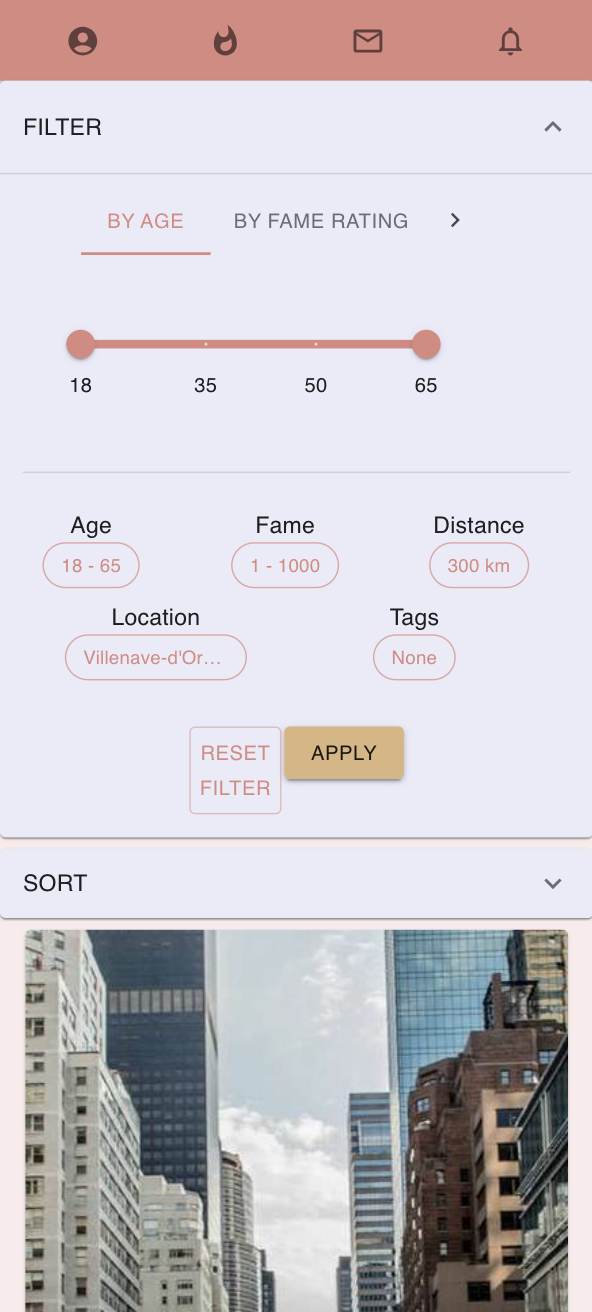 FILTER
BY AGE BY FAME RATING
18 35 50 65
Age Fame Distance
18 - 65 1 - 1000 300 km
Location Tags
Villenave-d'Or... None
RESET FILTER APPLY
SORT